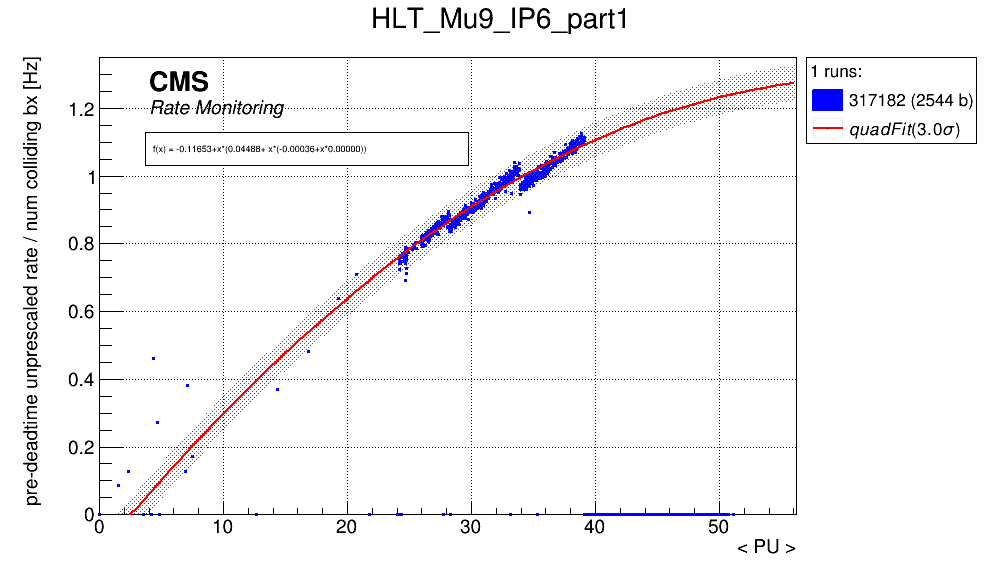 HLT_Mu9_IP6_part1
pre-deadtime unprescaled rate / num colliding bx [Hz]
CMS
Rate Monitoring
f(x) = -0.11653+x*(0.04488+ x*(-0.00036+x*0.00000))
1 runs:
317182 (2544 b)
quadFit(3.0σ)
1.2
1
0.8
0.6
0.4
0.2
0
0 10 20 30 40 50
< PU >